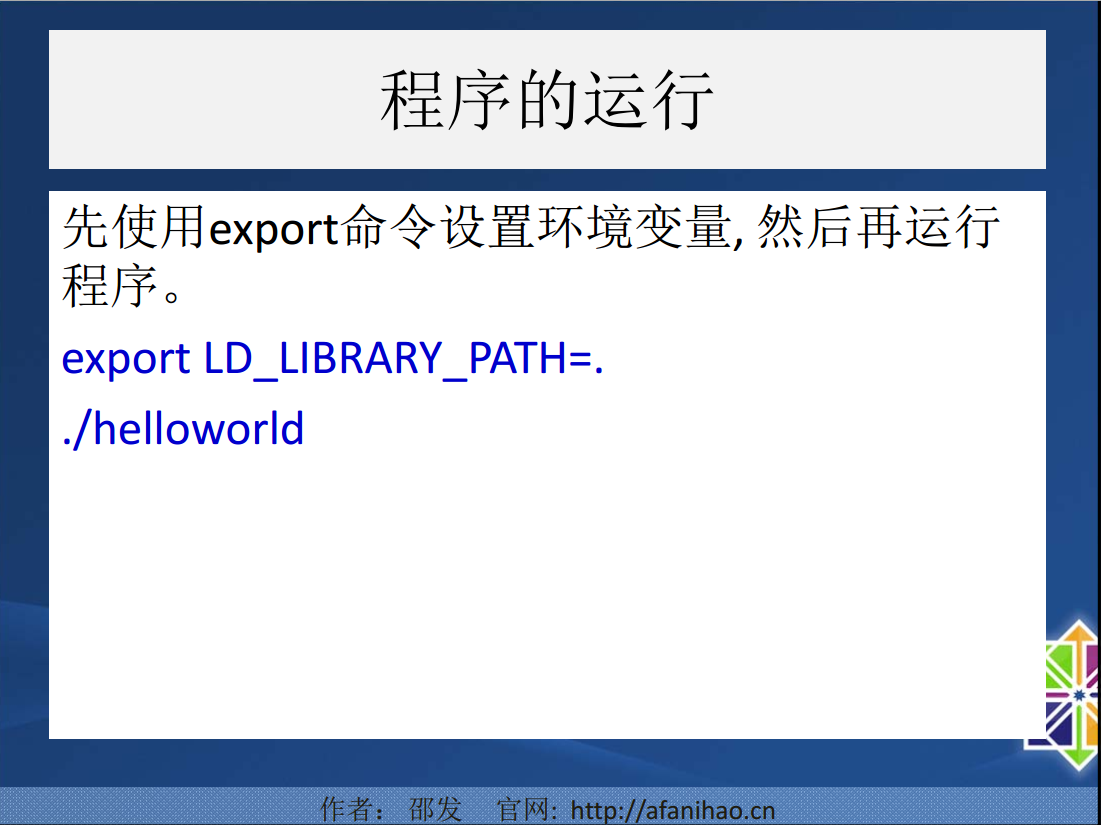 程序的运行
先使用export命令设置环境变量, 然后再运行
程序。
export LD_LIBRARY_PATH=.
./helloworld
作者： 邵发 官网: http://afanihao.cn